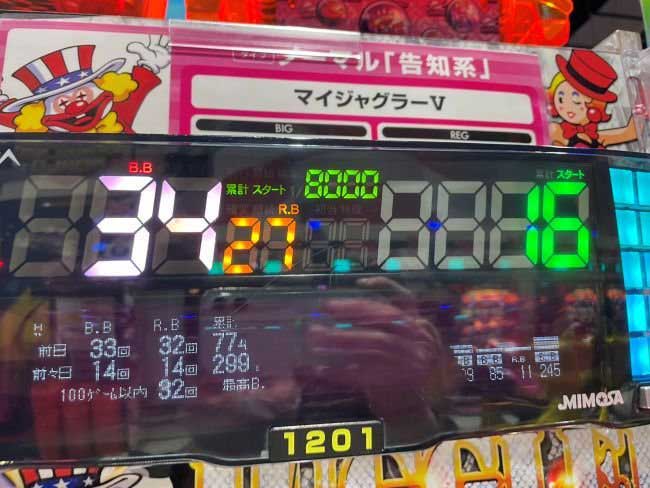 ノーマル「告知系」
マイジャグラーV
BIG
REG
B.B
34
累計 スタート
8000
R.B
27
累計 スタート
16
B.B R.B 累計
前日 33回 32回 774
前々日 14回 14回 299
100ゲーム以内 32回 最高B.
R.B
85 11 245
MIMOSA
1201